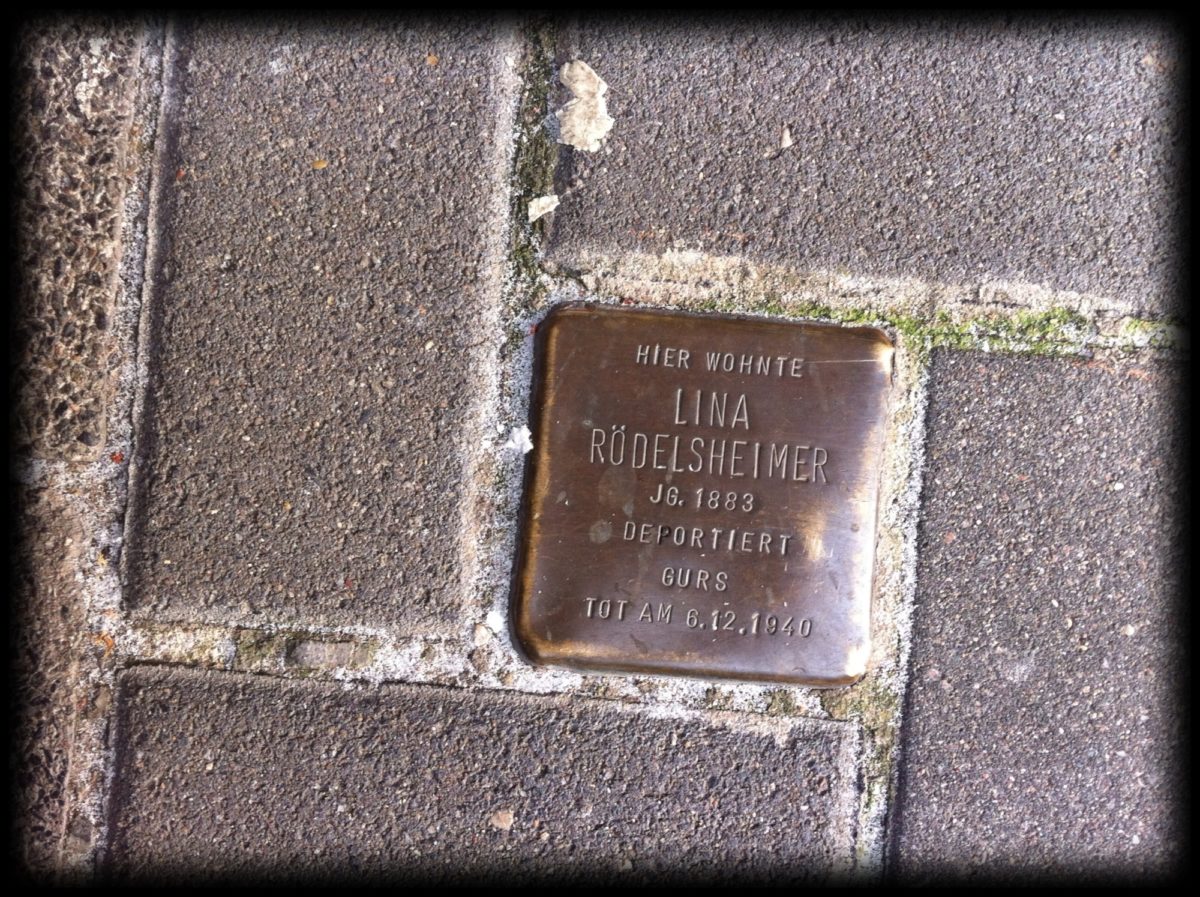 HIER WOHNTE
LINA
RÖDELSHEIMER
JG. 1883
DEPORTIERT
GURS
TOT AM 6.12.1940